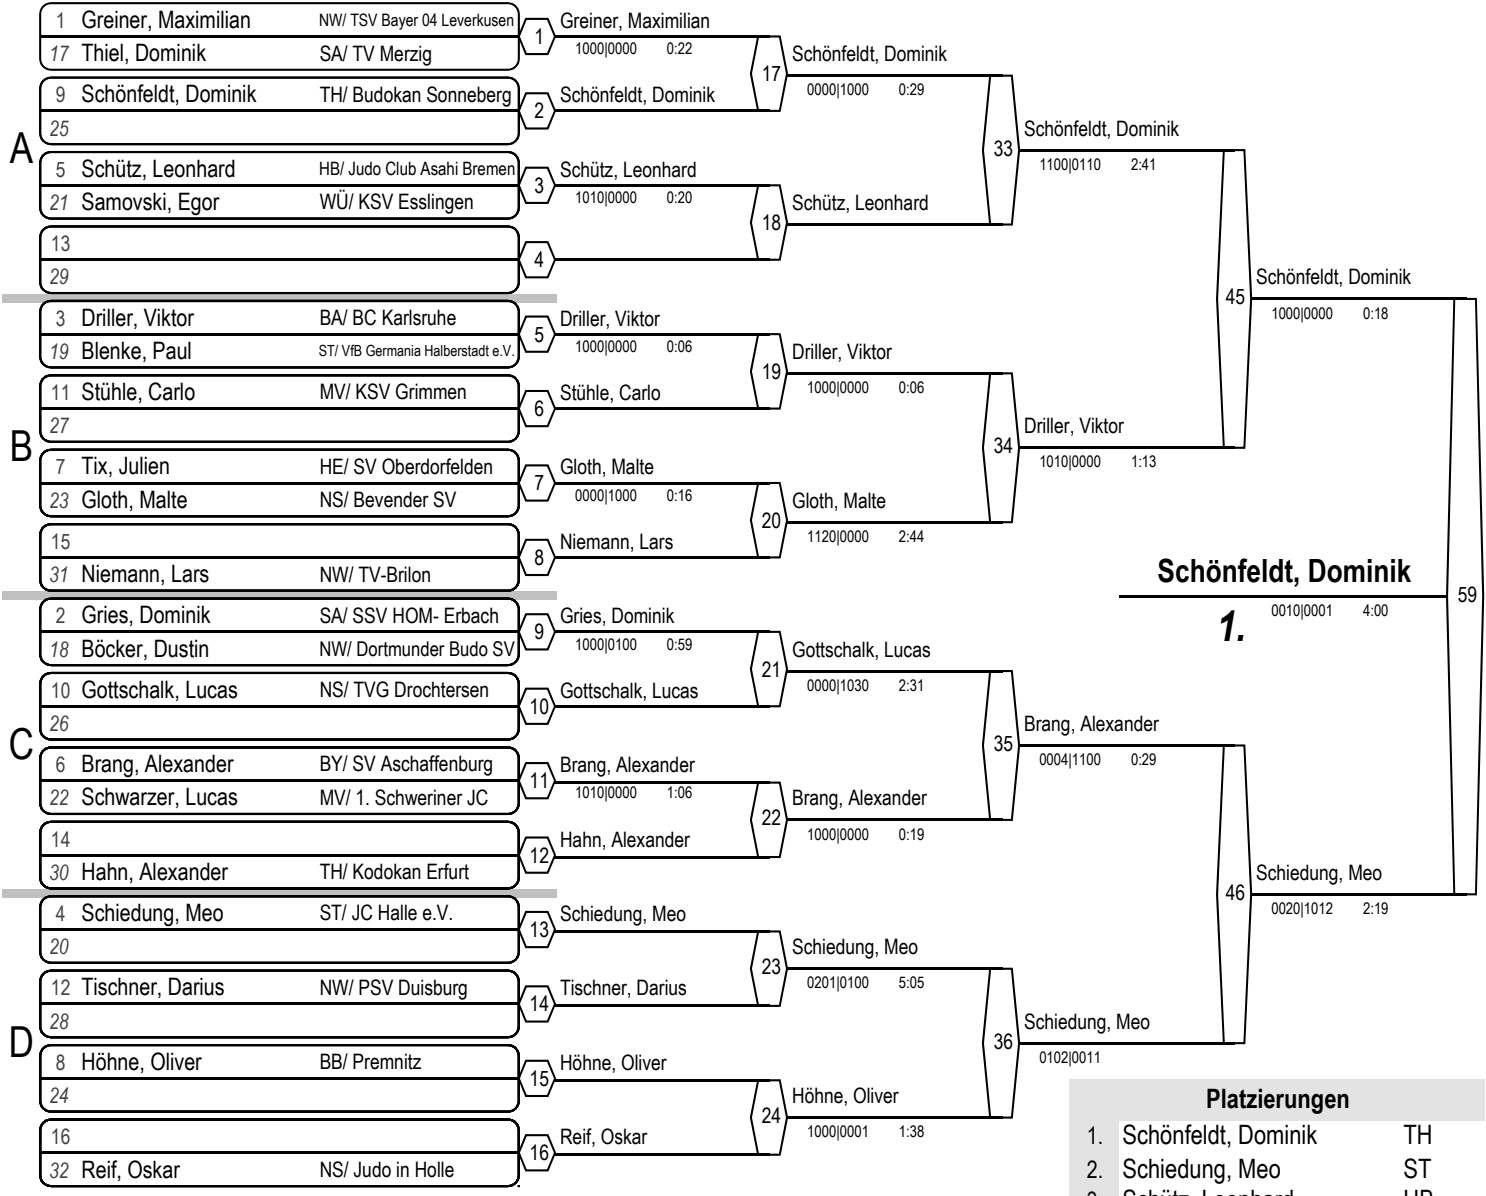 A
1 Greiner, Maximilian NW/ TSV Bayer 04 Leverkusen
17 Thiel, Dominik SA/ TV Merzig
9 Schönfeldt, Dominik TH/ Budokan Sonneberg
25
5 Schütz, Leonhard HB/ Judo Club Asahi Bremen
21 Samovski, Egor WÜ/ KSV Esslingen
13
29
B
3 Driller, Viktor BA/ BC Karlsruhe
19 Blenke, Paul ST/ VfB Germania Halberstadt e.V.
11 Stühle, Carlo MV/ KSV Grimmen
27
7 Tix, Julien HE/ SV Oberdorfelden
23 Gloth, Malte NS/ Bevender SV
15
31 Niemann, Lars NW/ TV-Brilon
C
2 Gries, Dominik SA/ SSV HOM- Erbach
18 Böcker, Dustin NW/ Dortmunder Budo SV
10 Gottschalk, Lucas NS/ TVG Drochtersen
26
6 Brang, Alexander BY/ SV Aschaffenburg
22 Schwarzer, Lucas MV/ 1. Schweriner JC
14
30 Hahn, Alexander TH/ Kodokan Erfurt
D
4 Schiedung, Meo ST/ JC Halle e.V.
20
12 Tischner, Darius NW/ PSV Duisburg
28
8 Höhne, Oliver BB/ Premnitz
24
16
32 Reif, Oskar NS/ Judo in Holle
1 Greiner, Maximilian
1000|0000 0:22
2 Schönfeldt, Dominik
3 Schütz, Leonhard
1010|0000 0:20
4
5 Driller, Viktor
1000|0000 0:06
6 Stühle, Carlo
7 Gloth, Malte
0000|1000 0:16
8 Niemann, Lars
9 Gries, Dominik
1000|0100 0:59
10 Gottschalk, Lucas
11 Brang, Alexander
1010|0000 1:06
12 Hahn, Alexander
13 Schiedung, Meo
14 Tischner, Darius
15 Höhne, Oliver
16 Reif, Oskar
17 Schönfeldt, Dominik
0000|1000 0:29
18 Schütz, Leonhard
19 Driller, Viktor
1000|0000 0:06
20 Gloth, Malte
1120|0000 2:44
21 Gottschalk, Lucas
0000|1030 2:31
22 Brang, Alexander
1000|0000 0:19
23 Schiedung, Meo
0201|0100 5:05
24 Höhne, Oliver
1000|0001 1:38
33 Schönfeldt, Dominik
1100|0110 2:41
34 Driller, Viktor
1010|0000 1:13
35 Brang, Alexander
0004|1100 0:29
36 Schiedung, Meo
0102|0011
45 Schönfeldt, Dominik
1000|0000 0:18
46 Schiedung, Meo
0020|1012 2:19
59
Schönfeldt, Dominik
1. 0010|0001 4:00
Platzierungen
1. Schönfeldt, Dominik TH
2. Schiedung, Meo ST